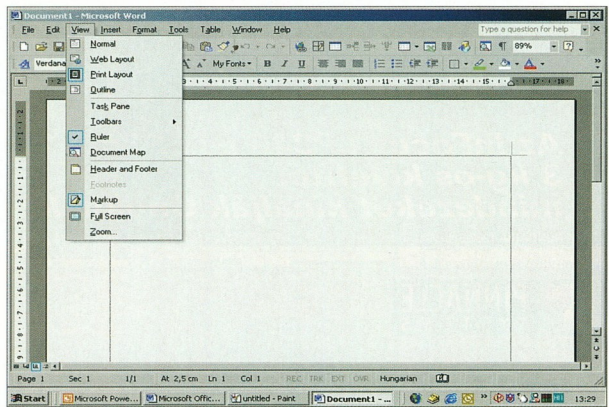 Document1 - Microsoft Word
File Edit View Insert Format Tools Table Window Help
Type a question for help
Verdana
My Fonts
B I U
¶ 89%
Normal
Web Layout
Print Layout
Outline
Task Pane
Toolbars
Ruler
Document Map
Header and Footer
Footnotes
Markup
Full Screen
Zoom...
Page 1 Sec 1 1/1 At 2,5 cm Ln 1 Col 1 REC TRK EXT OVR Hungarian
Start Microsoft Powe... Microsoft Offic... untitled - Paint Document1 - ... 13:29